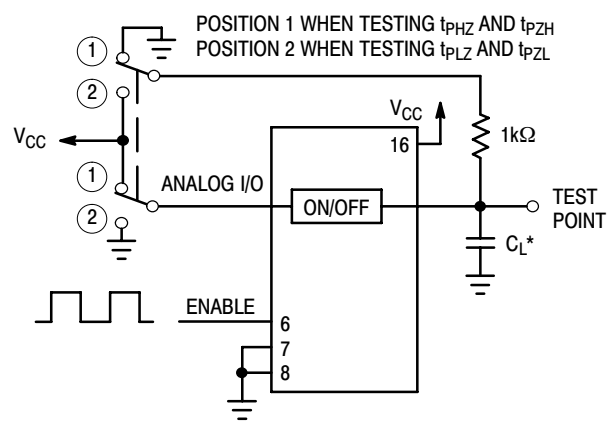 POSITION 1 WHEN TESTING tPHZ AND tPZH
POSITION 2 WHEN TESTING tPLZ AND tPZL
1
2
VCC
VCC
16
1kΩ
1
ANALOG I/O
ON/OFF
TEST
POINT
2
CL*
ENABLE
6
7
8